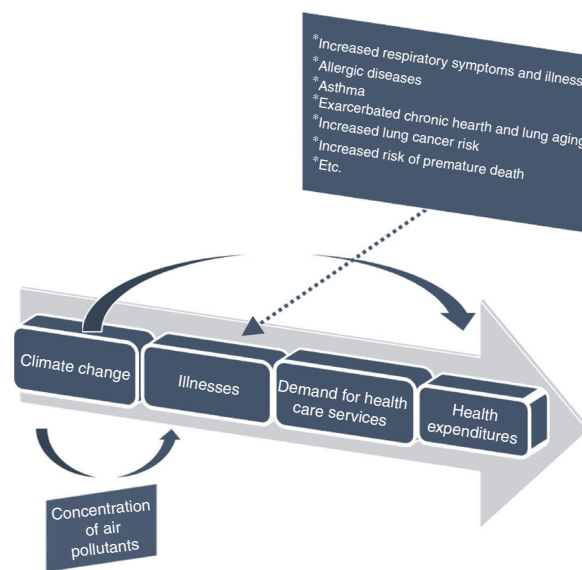 *Increased respiratory symptoms and illness
*Allergic diseases
*Asthma
*Exarcerbated chronic hearth and lung aging
*Increased lung cancer risk
*Increased risk of premature death
*Etc.
Climate change
Illnesses
Demand for health
care services
Health
expenditures
Concentration
of air
pollutants